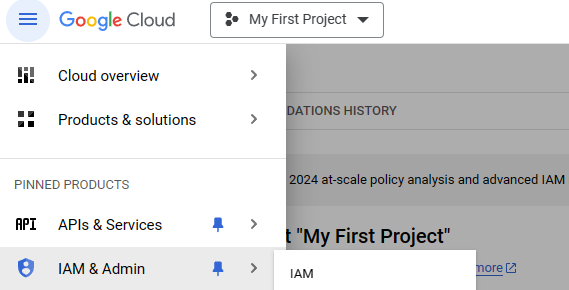 Google Cloud My First Project
Cloud overview
Products & solutions
DATIONS HISTORY
2024 at-scale policy analysis and advanced IAM
PINNED PRODUCTS
API APIs & Services
t "My First Project"
IAM & Admin
IAM
more